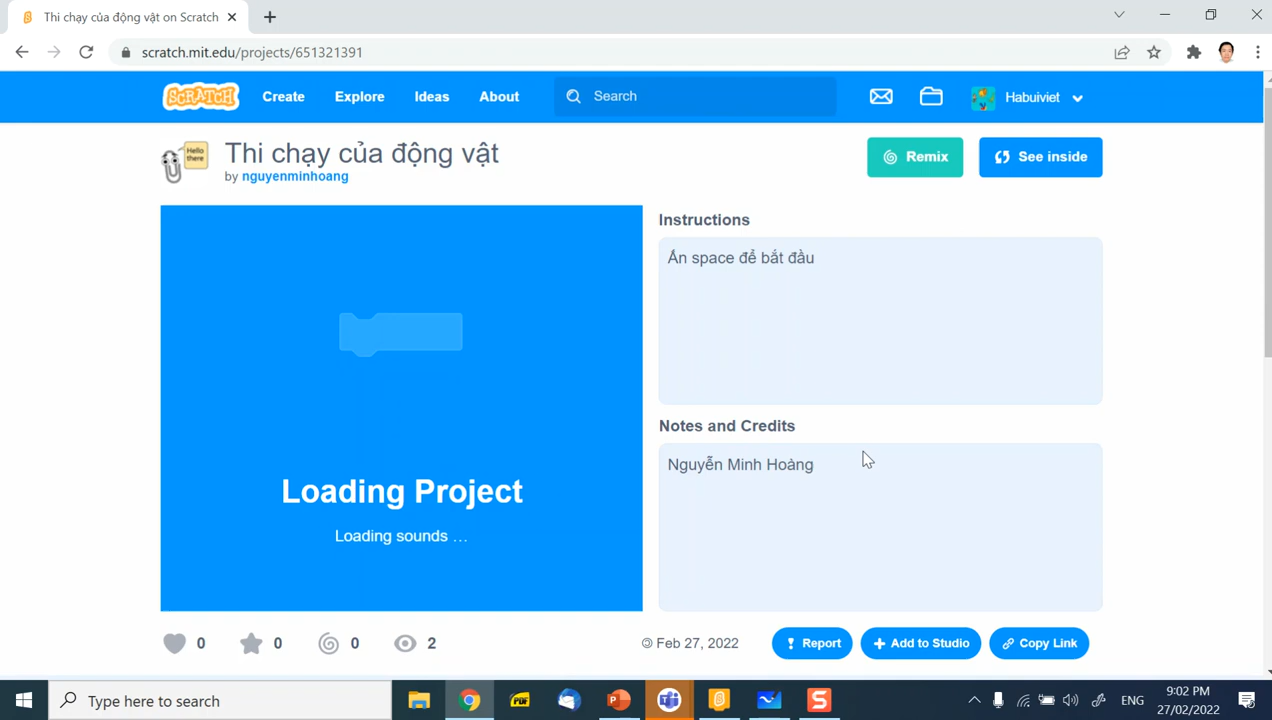 Thi chạy của động vật on Scratch
scratch.mit.edu/projects/651321391
SCRATCH
Create
Explore
Ideas
About
Search
Habuiviet
Hello there
Thi chạy của động vật
by nguyenminhoang
Remix
See inside
Loading Project
Loading sounds …
Instructions
Ấn space để bắt đầu
Notes and Credits
Nguyễn Minh Hoàng
0
0
0
2
© Feb 27, 2022
Report
Add to Studio
Copy Link
Type here to search
PDF
ENG
9:02 PM
27/02/2022